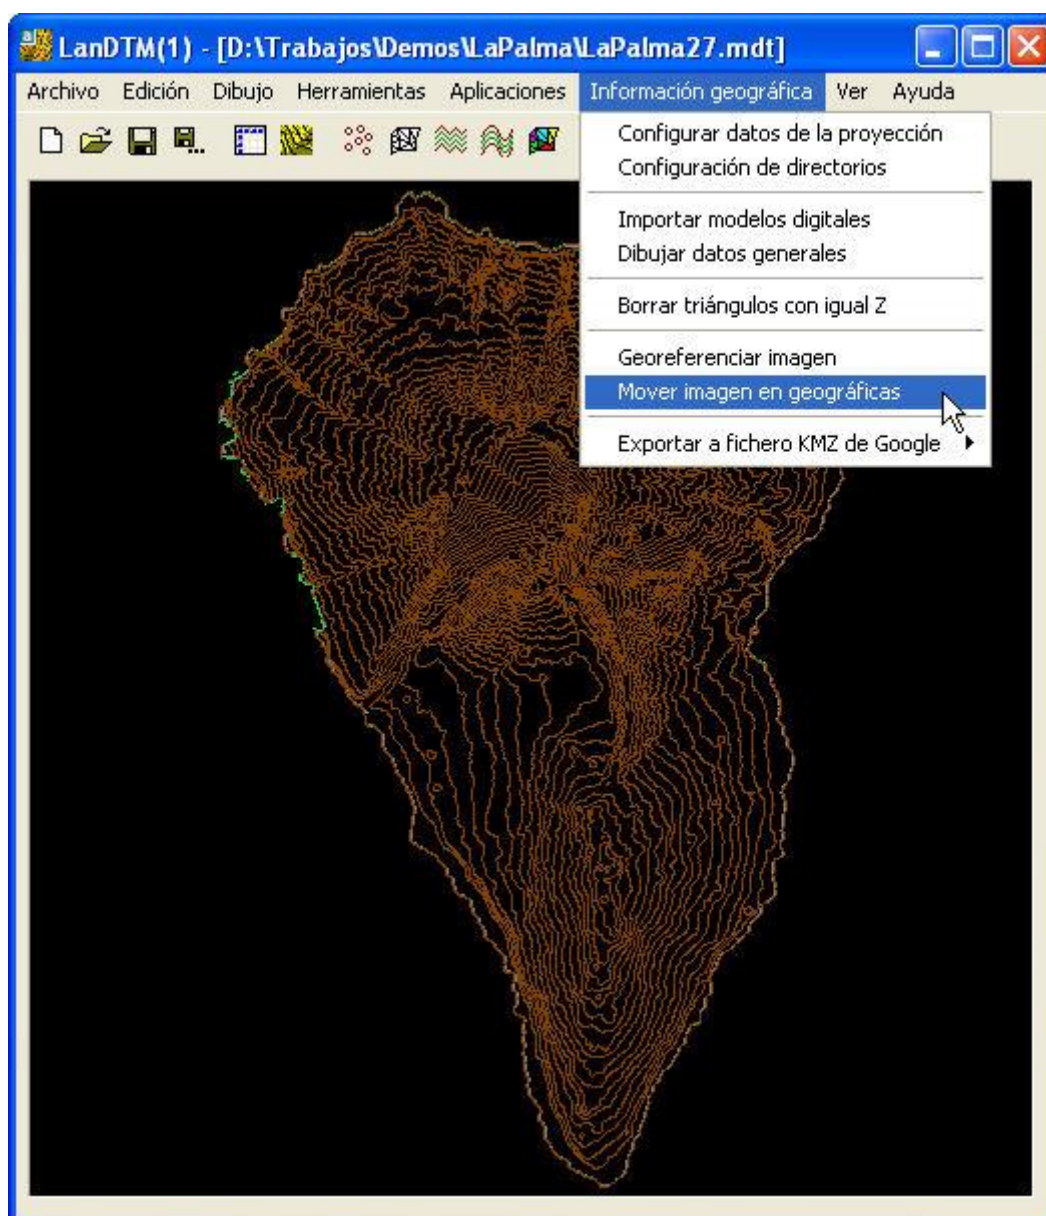 LanDTM(1) - [D:\Trabajos\Demos\LaPalma\LaPalma27.mdt]
Archivo Edición Dibujo Herramientas Aplicaciones Información geográfica Ver Ayuda
Configurar datos de la proyección
Configuración de directorios
Importar modelos digitales
Dibujar datos generales
Borrar triángulos con igual Z
Georeferenciar imagen
Mover imagen en geográficas
Exportar a fichero KMZ de Google